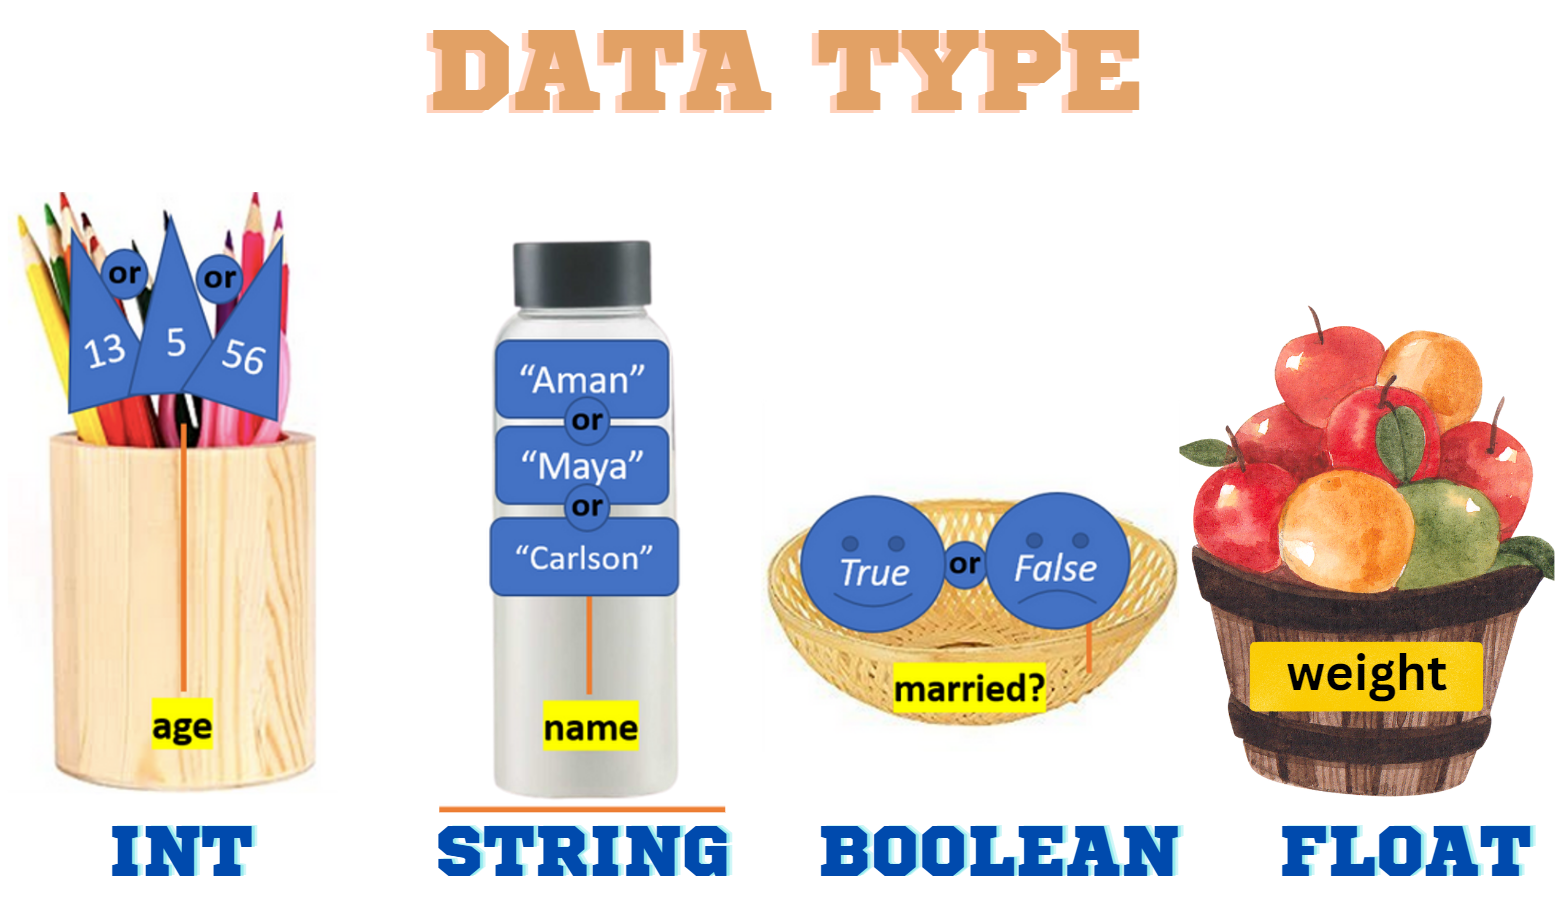 DATA TYPE
or
or
13
5
56
age
INT
“Aman”
or
“Maya”
or
“Carlson”
name
STRING
True
or
False
married?
BOOLEAN
weight
FLOAT